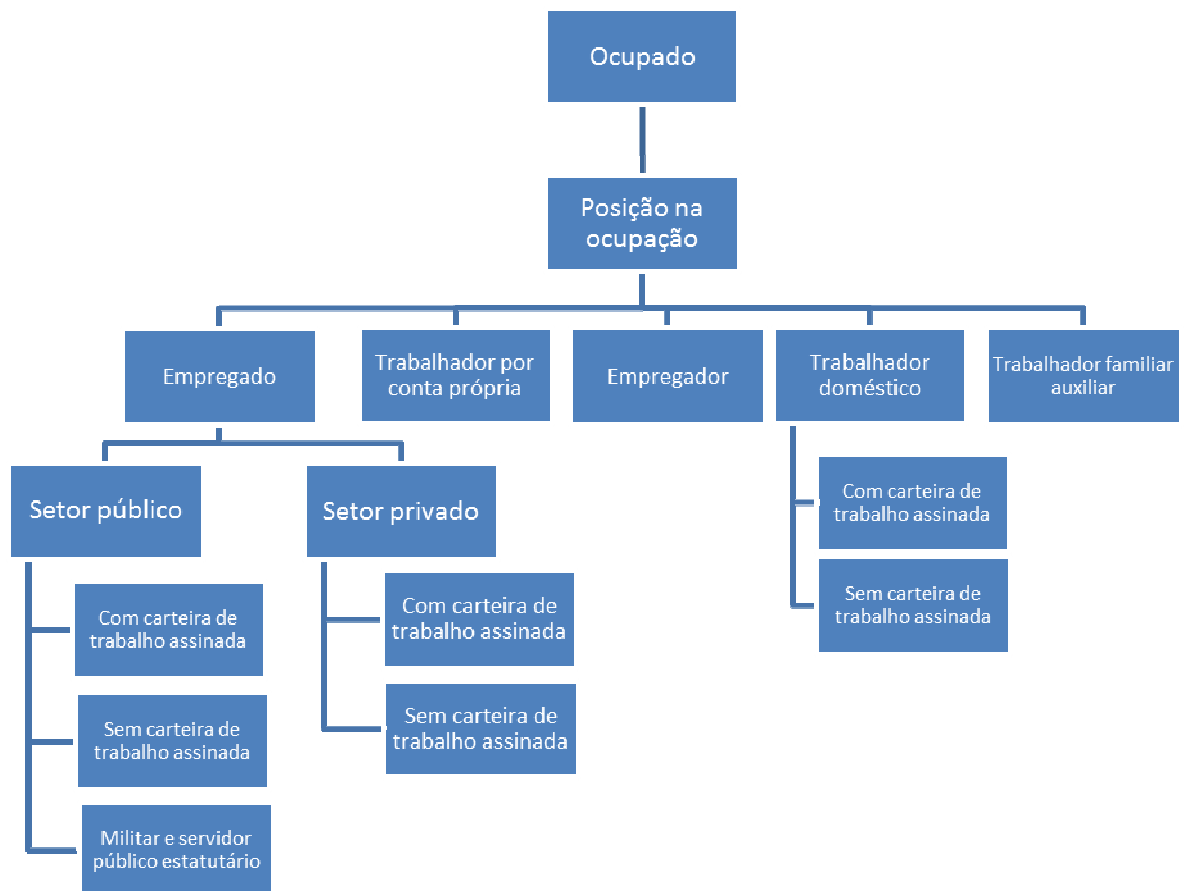 Ocupado
Posição na
ocupação
Empregado
Trabalhador por
conta própria
Empregador
Trabalhador
doméstico
Trabalhador familiar
auxiliar
Setor público
Com carteira de
trabalho assinada
Sem carteira de
trabalho assinada
Militar e servidor
público estatutário
Setor privado
Com carteira de
trabalho assinada
Sem carteira de
trabalho assinada
Com carteira de
trabalho assinada
Sem carteira de
trabalho assinada